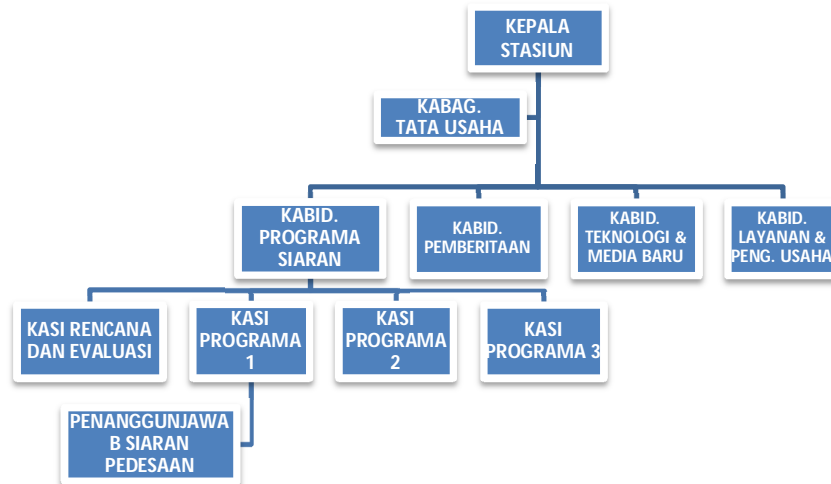 KEPALA
STASIUN
KABAG.
TATA USAHA
KABID.
PROGRAMA
SIARAN
KABID.
PEMBERITAAN
KABID.
TEKNOLOGI &
MEDIA BARU
KABID.
LAYANAN &
PENG. USAHA
KASI RENCANA
DAN EVALUASI
KASI
PROGRAMA
1
KASI
PROGRAMA
2
KASI
PROGRAMA 3
PENANGGUNJAWA
B SIARAN
PEDESAAN